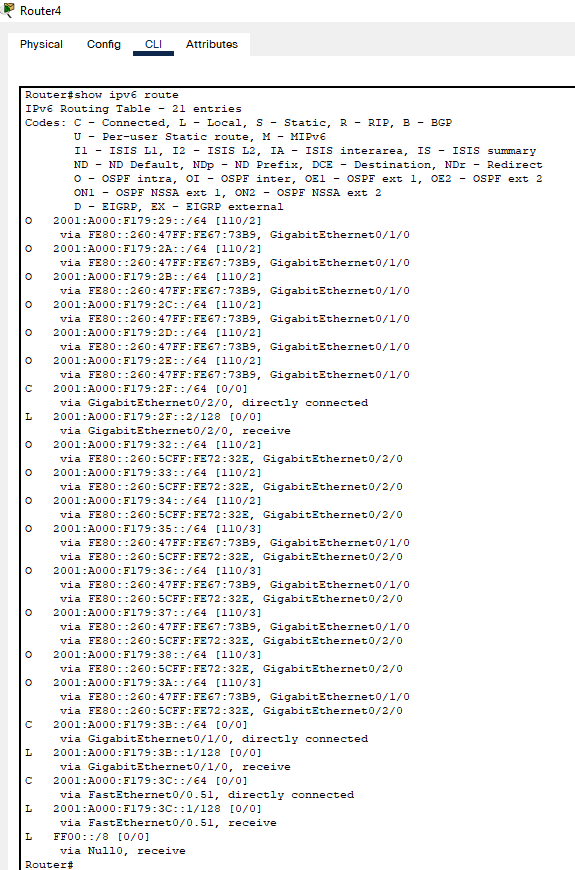 Router4
Physical Config CLI Attributes
Router#show ipv6 route
IPv6 Routing Table - 21 entries
Codes: C - Connected, L - Local, S - Static, R - RIP, B - BGP
U - Per-user Static route, M - MIPv6
I1 - ISIS L1, I2 - ISIS L2, IA - ISIS interarea, IS - ISIS summary
ND - ND Default, NDp - ND Prefix, DCE - Destination, NDr - Redirect
O - OSPF intra, OI - OSPF inter, OE1 - OSPF ext 1, OE2 - OSPF ext 2
ON1 - OSPF NSSA ext 1, ON2 - OSPF NSSA ext 2
D - EIGRP, EX - EIGRP external
O 2001:A000:F179:29::/64 [110/2]
via FE80::260:47FF:FE67:73B9, GigabitEthernet0/1/0
O 2001:A000:F179:2A::/64 [110/2]
via FE80::260:47FF:FE67:73B9, GigabitEthernet0/1/0
O 2001:A000:F179:2B::/64 [110/2]
via FE80::260:47FF:FE67:73B9, GigabitEthernet0/1/0
O 2001:A000:F179:2C::/64 [110/2]
via FE80::260:47FF:FE67:73B9, GigabitEthernet0/1/0
O 2001:A000:F179:2D::/64 [110/2]
via FE80::260:47FF:FE67:73B9, GigabitEthernet0/1/0
O 2001:A000:F179:2E::/64 [110/2]
via FE80::260:47FF:FE67:73B9, GigabitEthernet0/1/0
C 2001:A000:F179:2F::/64 [0/0]
via GigabitEthernet0/2/0, directly connected
L 2001:A000:F179:2F::2/128 [0/0]
via GigabitEthernet0/2/0, receive
O 2001:A000:F179:32::/64 [110/2]
via FE80::260:5CFF:FE72:32E, GigabitEthernet0/2/0
O 2001:A000:F179:33::/64 [110/2]
via FE80::260:5CFF:FE72:32E, GigabitEthernet0/2/0
O 2001:A000:F179:34::/64 [110/2]
via FE80::260:5CFF:FE72:32E, GigabitEthernet0/2/0
O 2001:A000:F179:35::/64 [110/3]
via FE80::260:47FF:FE67:73B9, GigabitEthernet0/1/0
via FE80::260:5CFF:FE72:32E, GigabitEthernet0/2/0
O 2001:A000:F179:36::/64 [110/3]
via FE80::260:47FF:FE67:73B9, GigabitEthernet0/1/0
via FE80::260:5CFF:FE72:32E, GigabitEthernet0/2/0
O 2001:A000:F179:37::/64 [110/3]
via FE80::260:47FF:FE67:73B9, GigabitEthernet0/1/0
via FE80::260:5CFF:FE72:32E, GigabitEthernet0/2/0
O 2001:A000:F179:38::/64 [110/3]
via FE80::260:5CFF:FE72:32E, GigabitEthernet0/2/0
O 2001:A000:F179:3A::/64 [110/3]
via FE80::260:47FF:FE67:73B9, GigabitEthernet0/1/0
via FE80::260:5CFF:FE72:32E, GigabitEthernet0/2/0
C 2001:A000:F179:3B::/64 [0/0]
via GigabitEthernet0/1/0, directly connected
L 2001:A000:F179:3B::1/128 [0/0]
via GigabitEthernet0/1/0, receive
C 2001:A000:F179:3C::/64 [0/0]
via FastEthernet0/0.51, directly connected
L 2001:A000:F179:3C::1/128 [0/0]
via FastEthernet0/0.51, receive
L FF00::/8 [0/0]
via Null0, receive
Router#